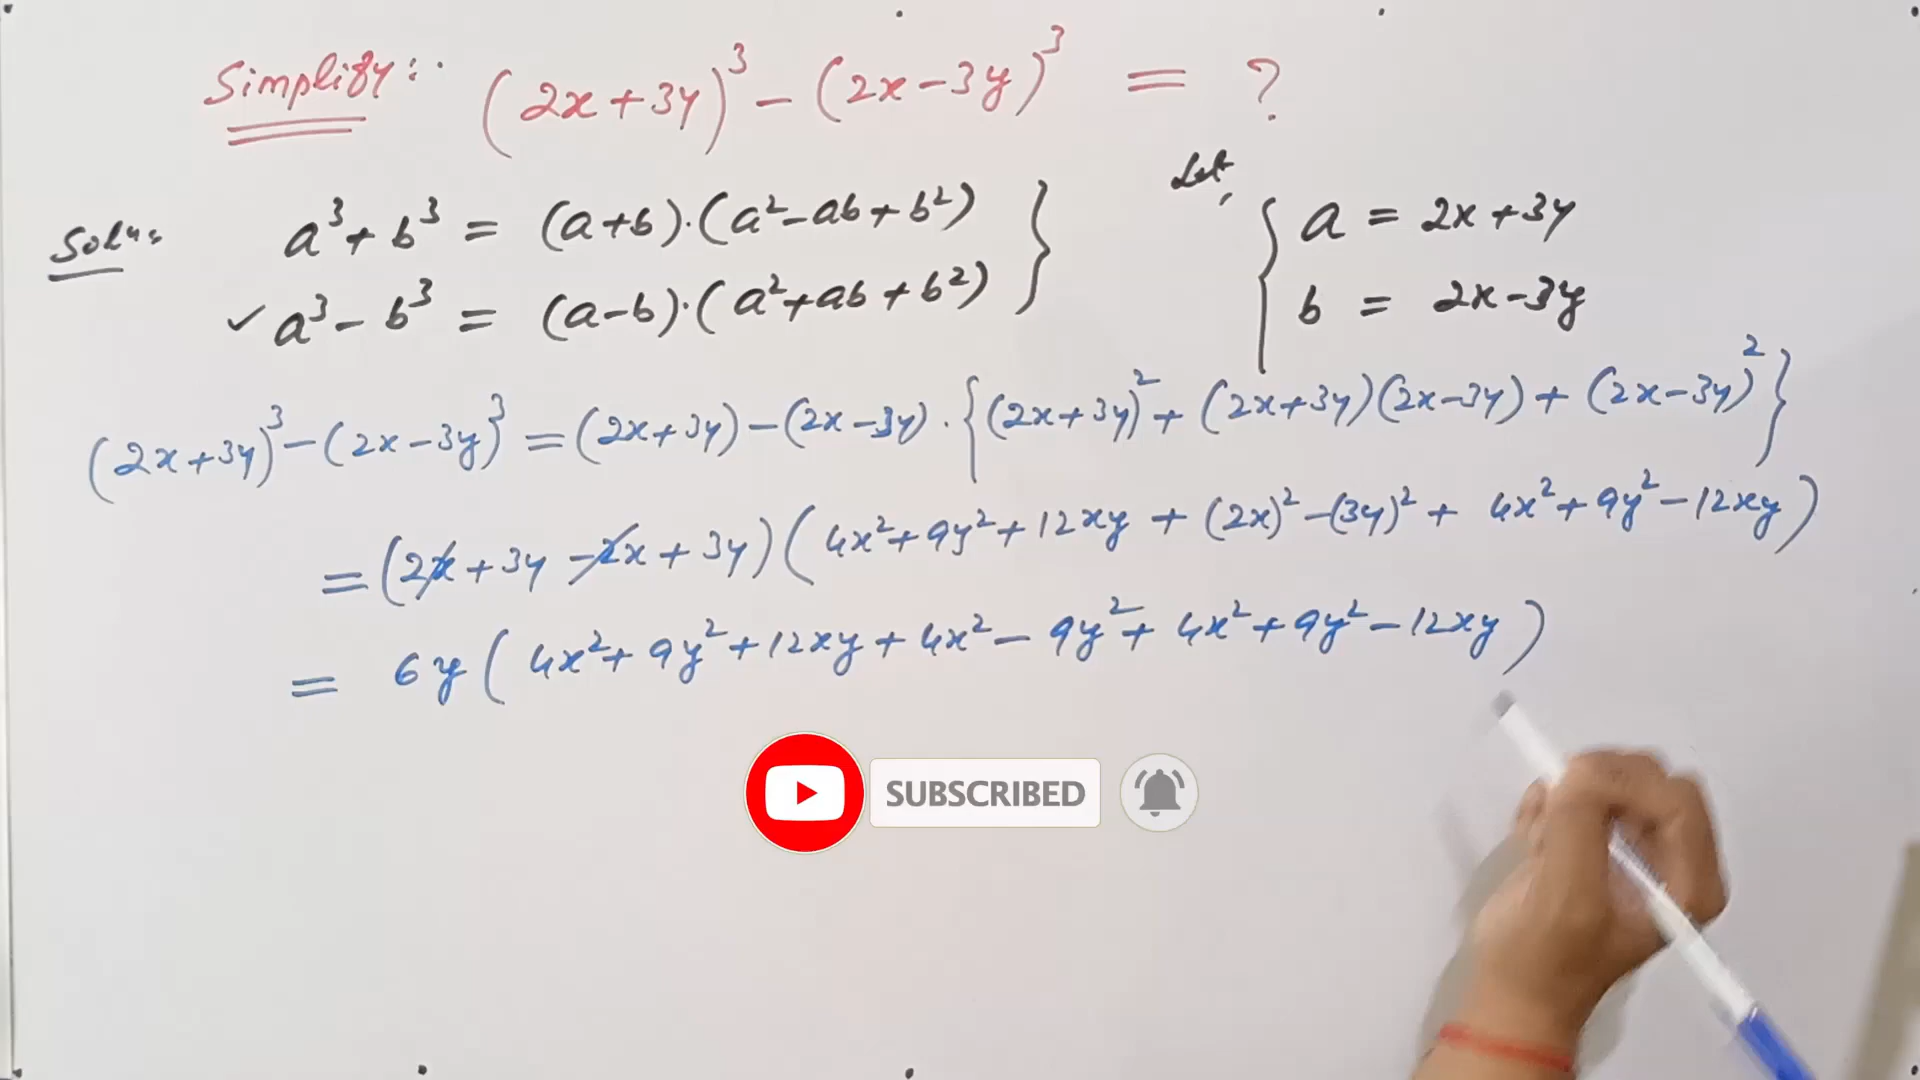 Simplify:- (2x+3y)³ - (2x-3y)³ = ?
Let,
Soln: a³+b³ = (a+b)·(a²-ab+b²) } { a = 2x+3y
✓ a³-b³ = (a-b)·(a²+ab+b²) b = 2x-3y
(2x+3y)³-(2x-3y)³ = (2x+3y)-(2x-3y)·{(2x+3y)²+(2x+3y)(2x-3y)+(2x-3y)²}
= (2x+3y-2x+3y)(4x²+9y²+12xy+(2x)²-(3y)²+4x²+9y²-12xy)
= 6y(4x²+9y²+12xy+4x²-9y²+4x²+9y²-12xy)
SUBSCRIBED